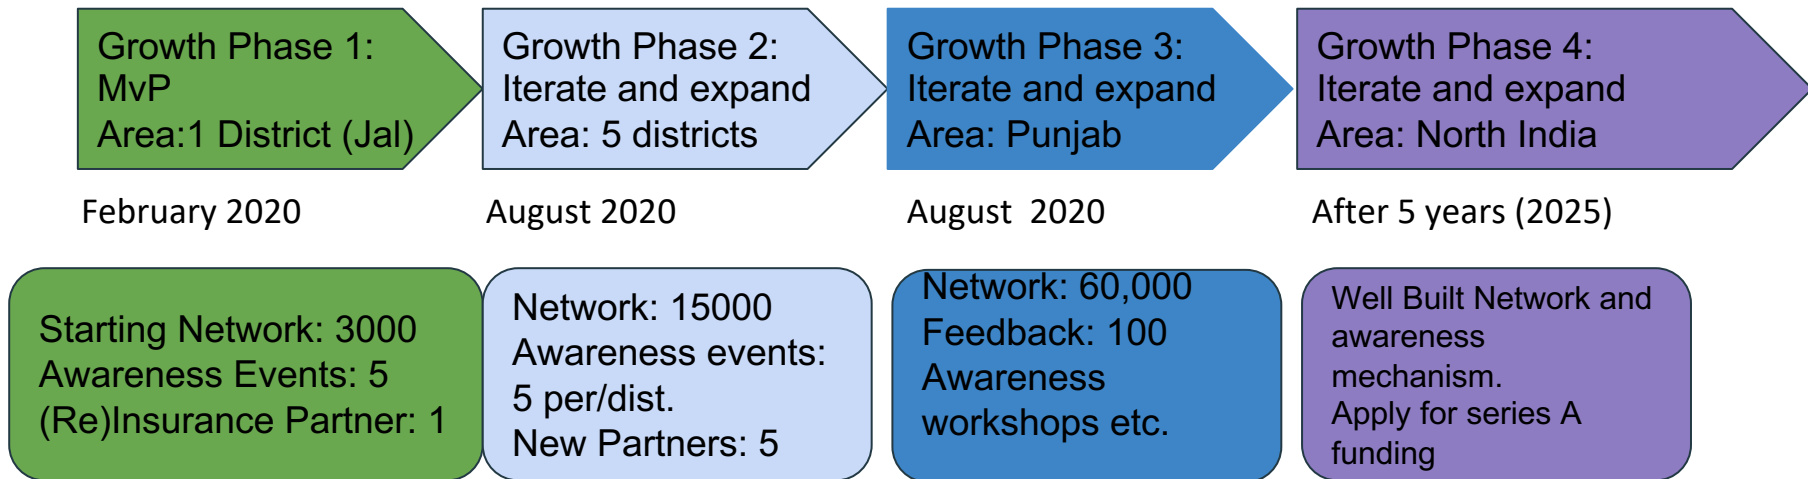 Growth Phase 1:
MvP
Area:1 District (Jal)
Growth Phase 2:
Iterate and expand
Area: 5 districts
Growth Phase 3:
Iterate and expand
Area: Punjab
Growth Phase 4:
Iterate and expand
Area: North India
February 2020
August 2020
August  2020
After 5 years (2025)
Starting Network: 3000
Awareness Events: 5
(Re)Insurance Partner: 1
Network: 15000
Awareness events:
5 per/dist.
New Partners: 5
Network: 60,000
Feedback: 100
Awareness
workshops etc.
Well Built Network and
awareness
mechanism.
Apply for series A
funding